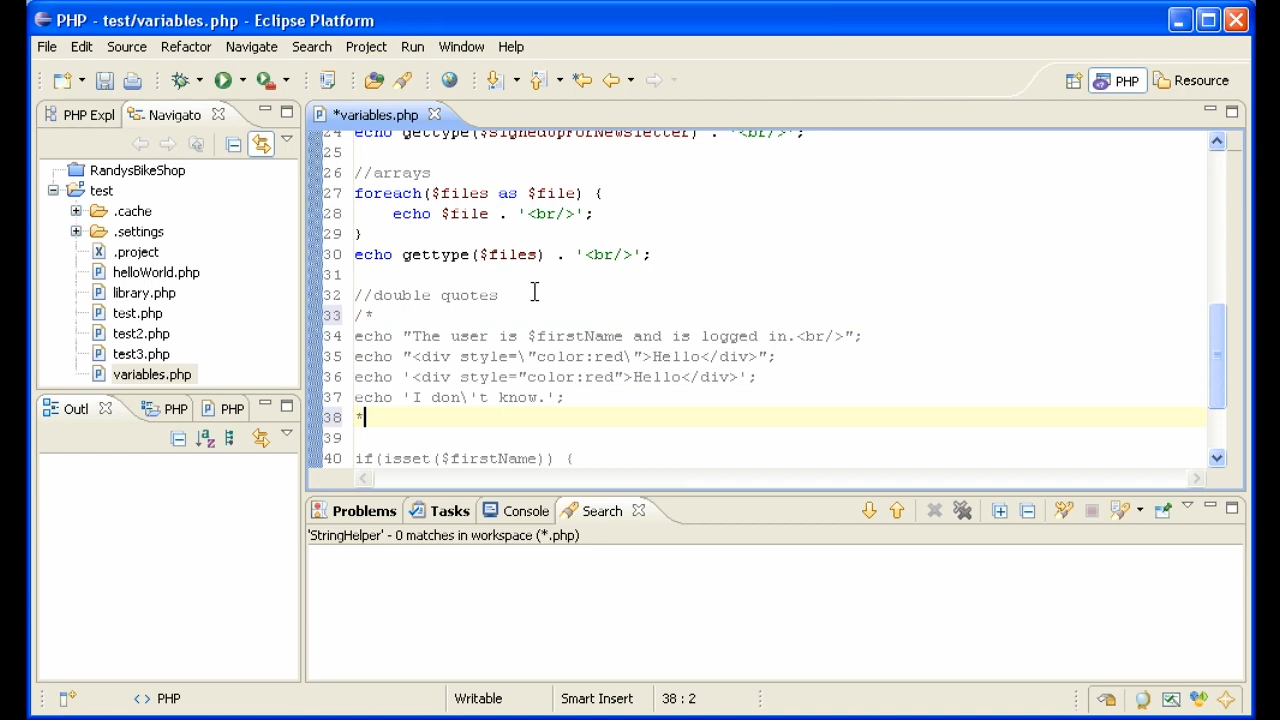 PHP - test/variables.php - Eclipse Platform
File Edit Source Refactor Navigate Search Project Run Window Help
PHP Resource
PHP Expl Navigato
*variables.php
RandysBikeShop
test
.cache
.settings
.project
helloWorld.php
library.php
test.php
test2.php
test3.php
variables.php
24 echo gettype($signedUpForNewsletter) . '<br/>';
25
26 //arrays
27 foreach($files as $file) {
28 echo $file . '<br/>';
29 }
30 echo gettype($files) . '<br/>';
31
32 //double quotes
33 /*
34 echo "The user is $firstName and is logged in.<br/>";
35 echo "<div style=\"color:red\">Hello</div>";
36 echo '<div style="color:red">Hello</div>';
37 echo 'I don\'t know.';
38 *
39
40 if(isset($firstName)) {
Outl PHP PHP
Problems Tasks Console Search
'StringHelper' - 0 matches in workspace (*.php)
<> PHP Writable Smart Insert 38 : 2